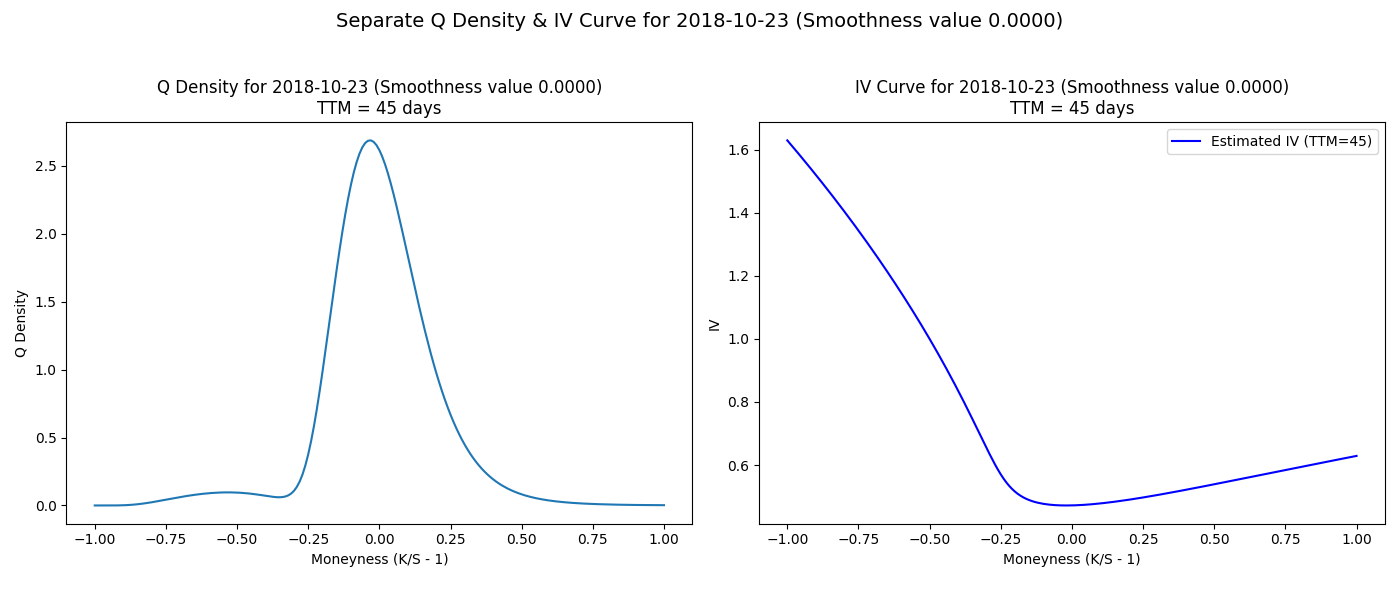 Separate Q Density & IV Curve for 2018-10-23 (Smoothness value 0.0000)
Q Density for 2018-10-23 (Smoothness value 0.0000)
TTM = 45 days
2.5
2.0
1.5
1.0
0.5
0.0
Q Density
−1.00 −0.75 −0.50 −0.25 0.00 0.25 0.50 0.75 1.00
Moneyness (K/S - 1)
IV Curve for 2018-10-23 (Smoothness value 0.0000)
TTM = 45 days
Estimated IV (TTM=45)
1.6
1.4
1.2
1.0
0.8
0.6
IV
−1.00 −0.75 −0.50 −0.25 0.00 0.25 0.50 0.75 1.00
Moneyness (K/S - 1)